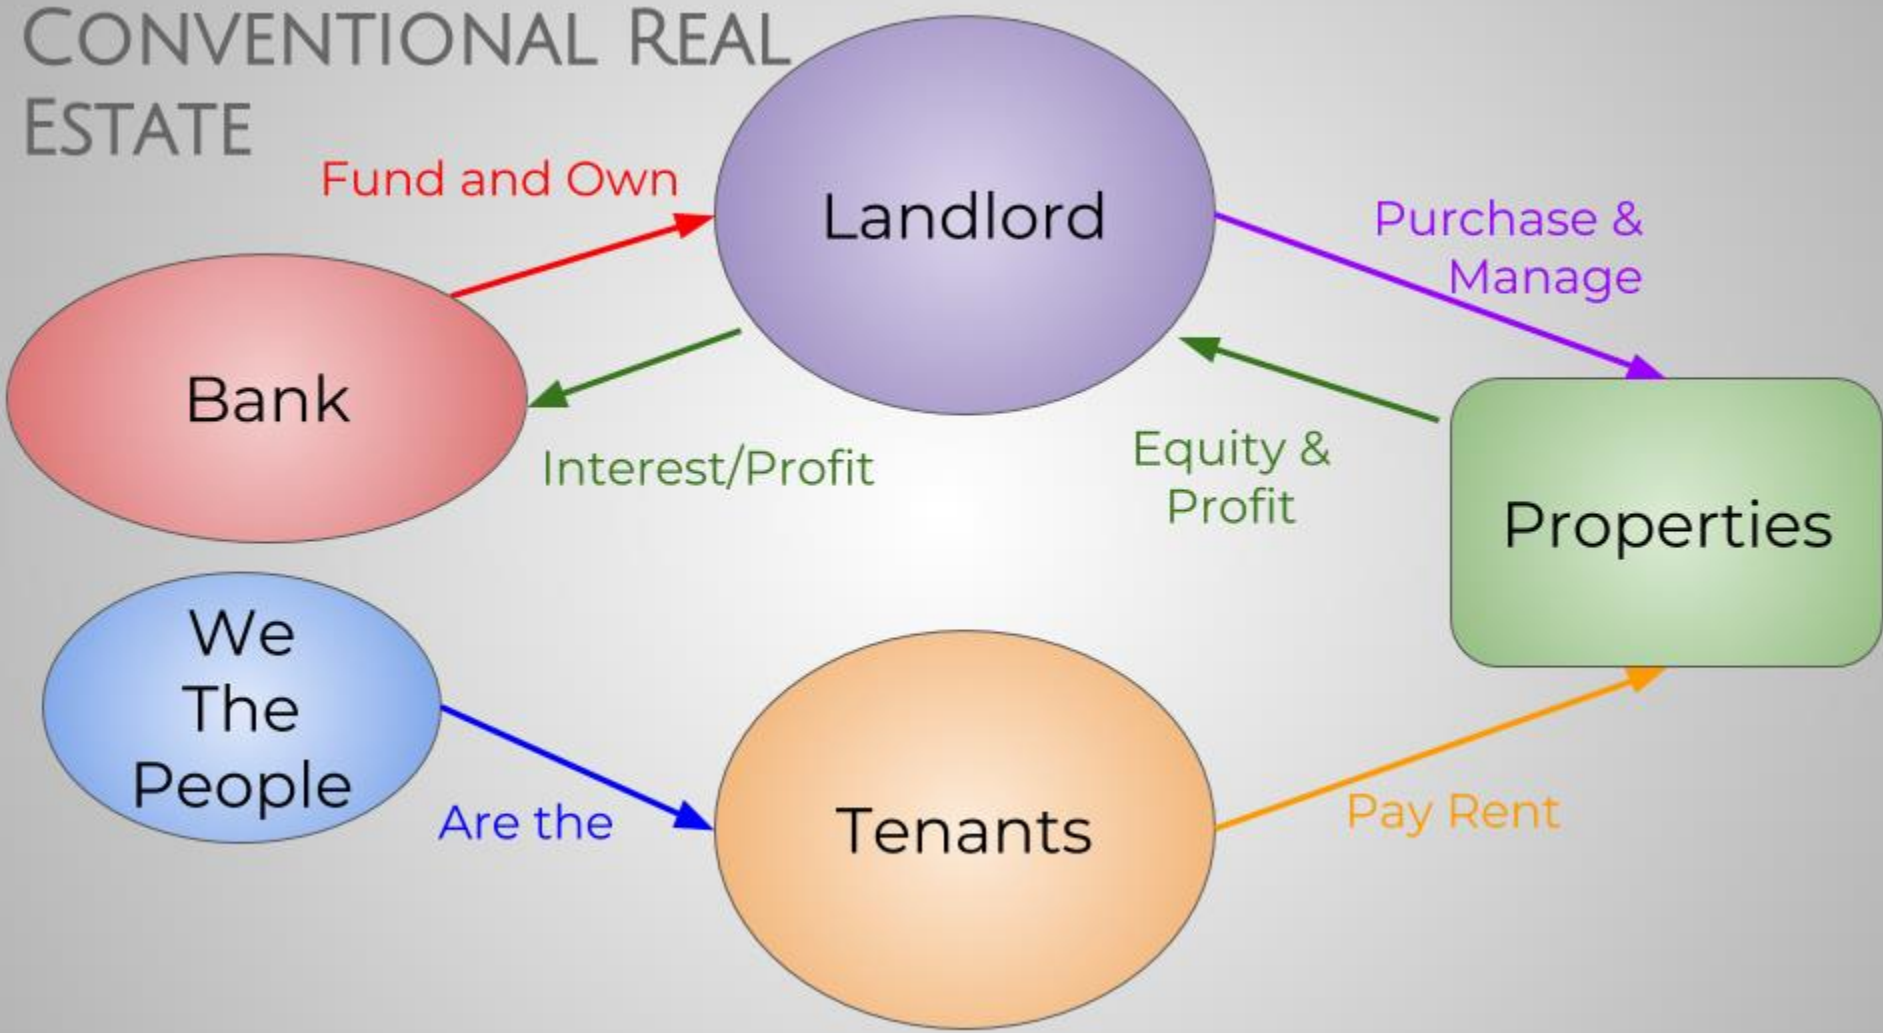 CONVENTIONAL REAL
ESTATE
Fund and Own
Landlord
Purchase &
Manage
Bank
Interest/Profit
Equity &
Profit
Properties
We
The
People
Are the
Tenants
Pay Rent